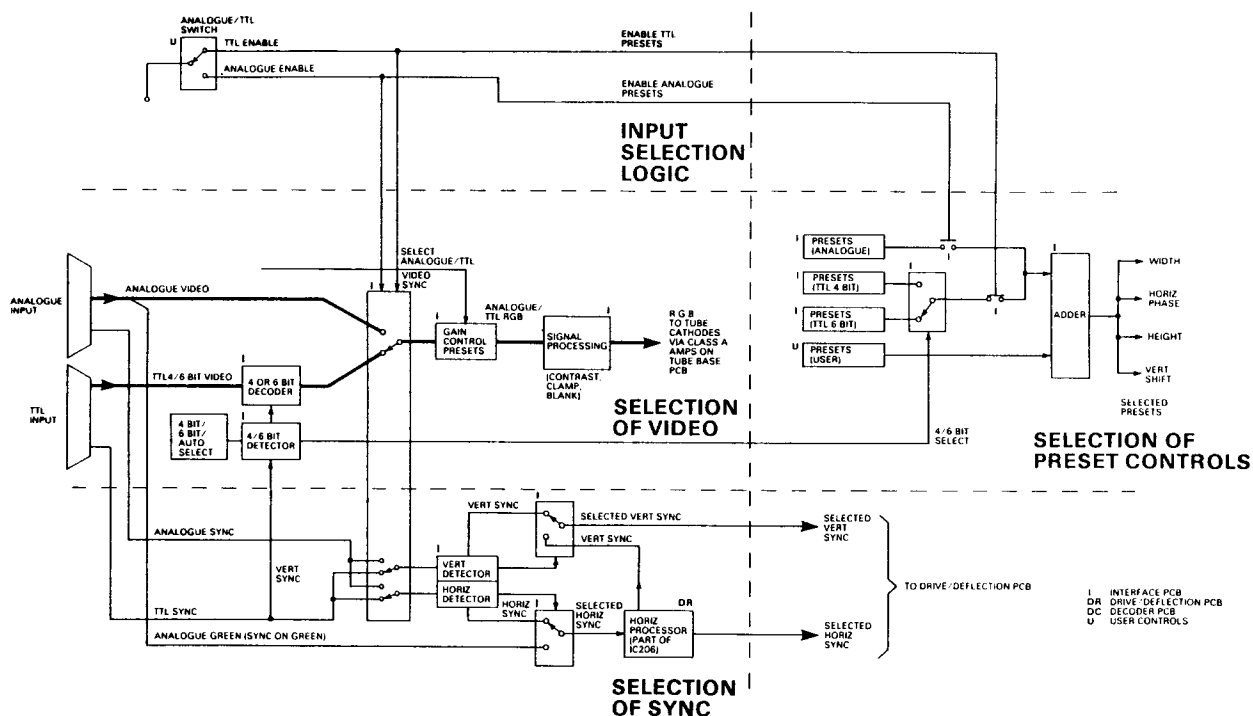 ANALOGUE/TTL
SWITCH
U
TTL ENABLE
ANALOGUE ENABLE
ENABLE TTL
PRESETS
ENABLE ANALOGUE
PRESETS
INPUT
SELECTION
LOGIC
SELECT
ANALOGUE/TTL
VIDEO
SYNC
ANALOGUE
INPUT
ANALOGUE VIDEO
I
I
GAIN
CONTROL
PRESETS
ANALOGUE/
TTL RGB
I
SIGNAL
PROCESSING
(CONTRAST,
CLAMP,
BLANK)
R G B
TO TUBE
CATHODES
VIA CLASS A
AMPS ON
TUBE BASE
PCB
TTL
INPUT
TTL4/6 BIT VIDEO
I
4 OR 6 BIT
DECODER
4 BIT/
6 BIT/
AUTO
SELECT
I
4/6 BIT
DETECTOR
SELECTION
OF VIDEO
I
PRESETS
(ANALOGUE)
I
I
PRESETS
(TTL 4 BIT)
I
I
PRESETS
(TTL 6 BIT)
I
U
PRESETS
(USER)
I
ADDER
WIDTH
HORIZ
PHASE
HEIGHT
VERT
SHIFT
SELECTED
PRESETS
4/6 BIT
SELECT
SELECTION OF
PRESET CONTROLS
ANALOGUE SYNC
VERT
SYNC
TTL SYNC
ANALOGUE GREEN (SYNC ON GREEN)
I
VERT
DETECTOR
HORIZ
DETECTOR
VERT SYNC
HORIZ
SYNC
I
SELECTED VERT SYNC
VERT SYNC
I
SELECTED
HORIZ
SYNC
DR
HORIZ
PROCESSOR
(PART OF
IC206)
SELECTED
VERT
SYNC
SELECTED
HORIZ
SYNC
TO DRIVE/DEFLECTION PCB
I INTERFACE PCB
DR DRIVE/DEFLECTION PCB
DC DECODER PCB
U USER CONTROLS
SELECTION
OF SYNC